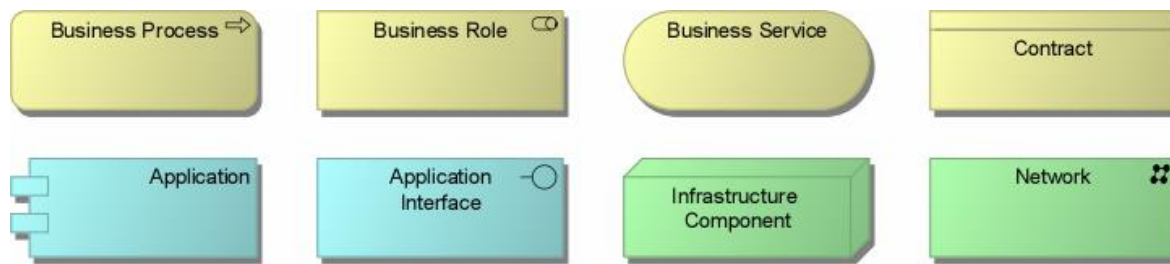 Business Process
Business Role
Business Service
Contract
Application
Application
Interface
Infrastructure
Component
Network